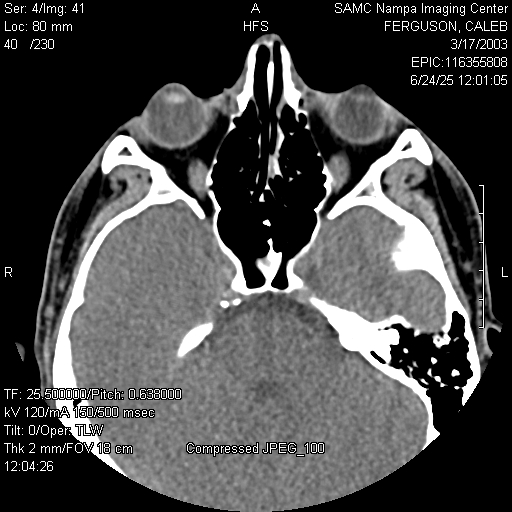 Ser: 4/Img: 41
Loc: 80 mm
40 /230
A
HFS
SAMC Nampa Imaging Center
FERGUSON, CALEB
3/17/2003
EPIC:116355808
6/24/25 12:01:05
R
L
TF: 25.500000/Pitch: 0.638000
kV 120/mA 150/500 msec
Tilt: 0/Oper: TLW
Thk 2 mm/FOV 18 cm
12:04:26
Compressed JPEG_100